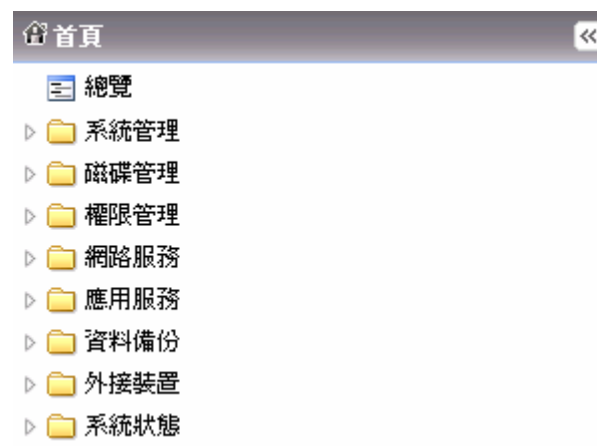 首頁
總覽
系統管理
磁碟管理
權限管理
網路服務
應用服務
資料備份
外接裝置
系統狀態